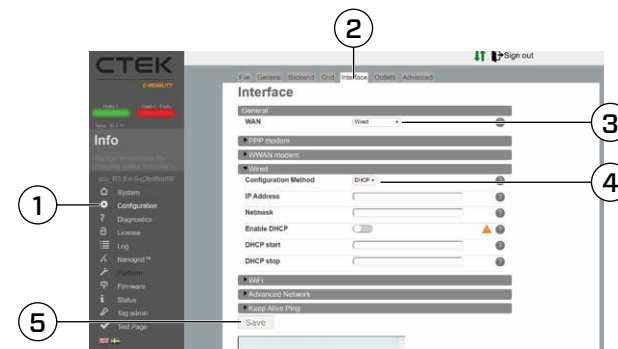 2
CTEK
E-MOBILITY
Sign out
File General Backend Grid Interface Outlets Advanced
Interface
General
WAN Wired
3
PPP modem
WWAN modem
Wired
Configuration Method DHCP
4
IP Address
Netmask
Enable DHCP
DHCP start
DHCP stop
WiFi
Advanced Network
Keep Alive Ping
5
Save
Info
System
1
Configuration
Diagnostics
License
Log
Nanogrid™
Platform
Firmware
Status
Tag admin
Test Page